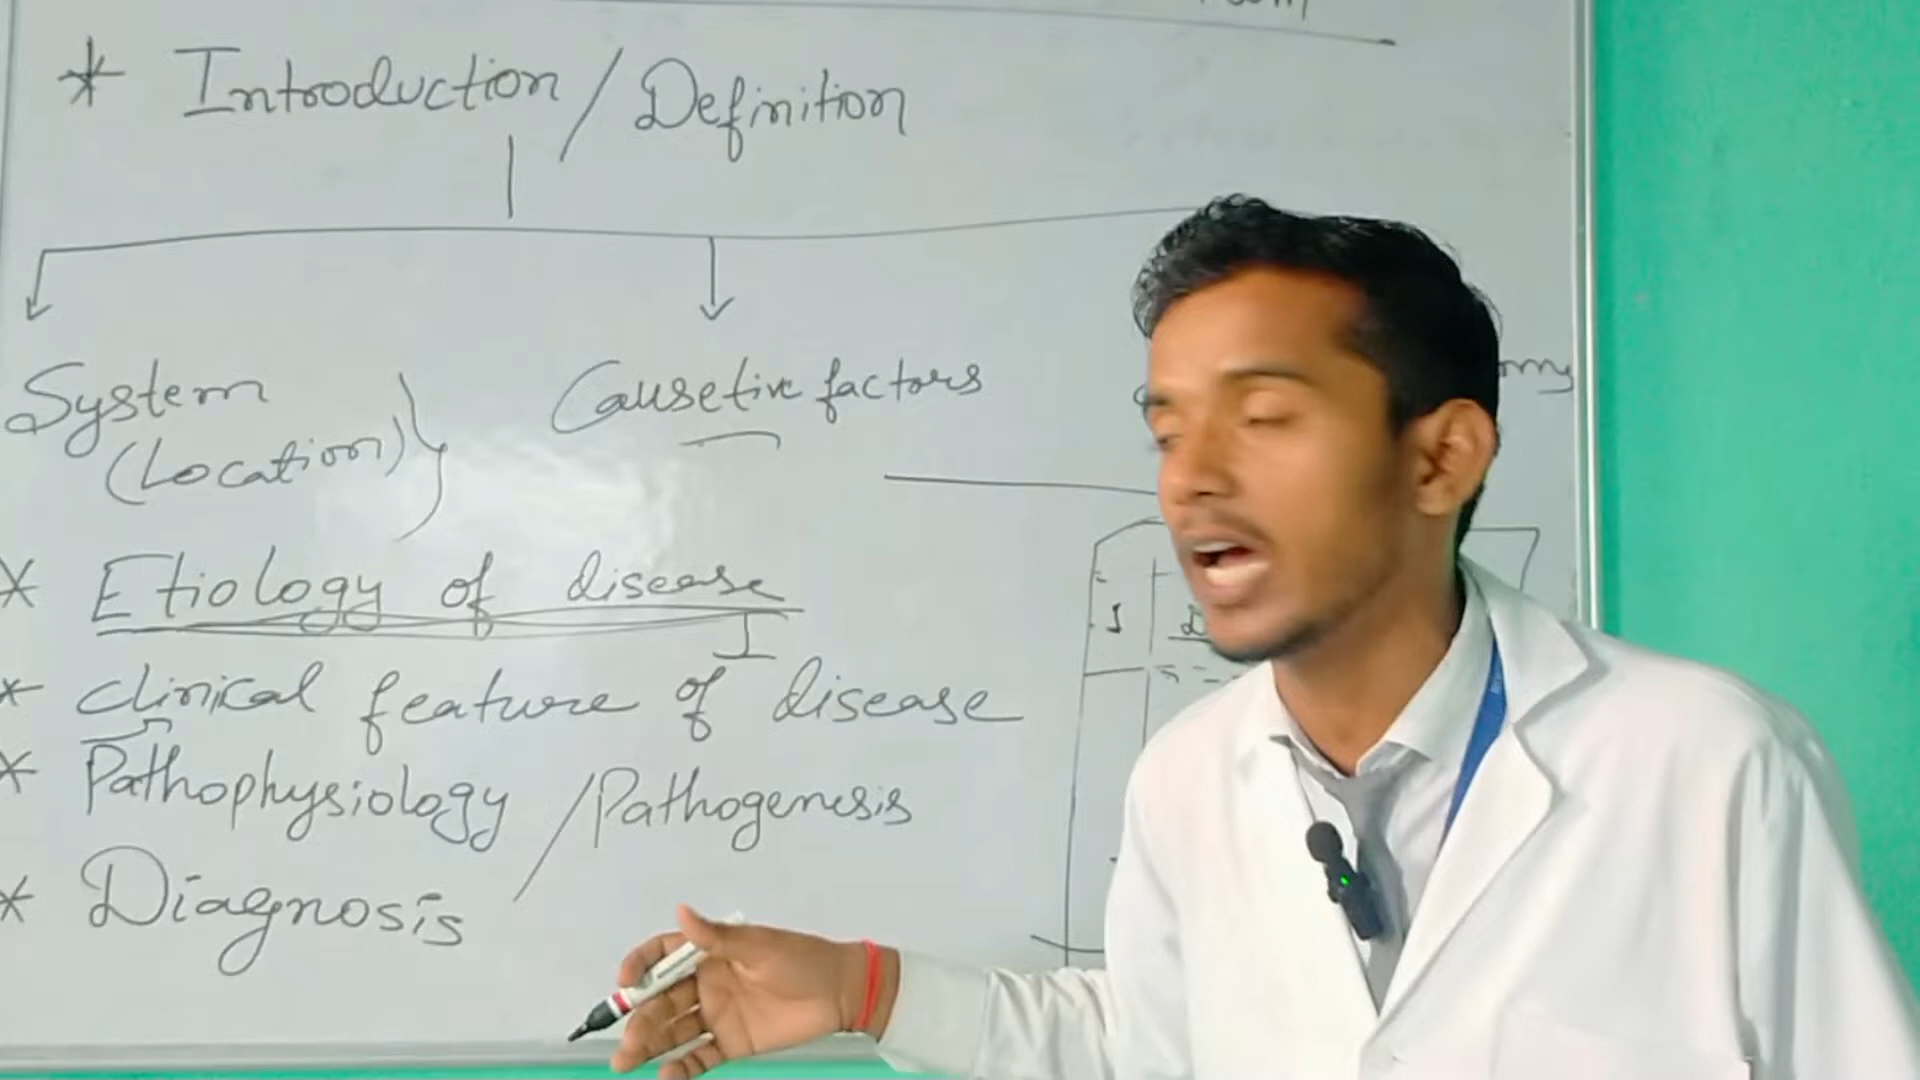 * Introduction / Definition
System Causetive factors
(Location)
* Etiology of disease
I
* clinical feature of disease
* Pathophysiology / Pathogenesis
* Diagnosis